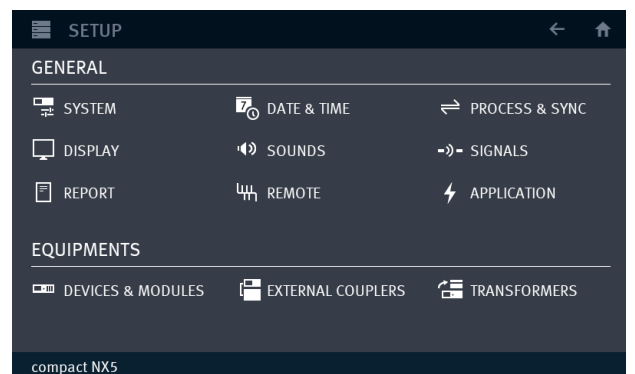 SETUP
GENERAL
SYSTEM
7 DATE & TIME
PROCESS & SYNC
DISPLAY
SOUNDS
SIGNALS
REPORT
REMOTE
APPLICATION
EQUIPMENTS
DEVICES & MODULES
EXTERNAL COUPLERS
TRANSFORMERS
compact NX5